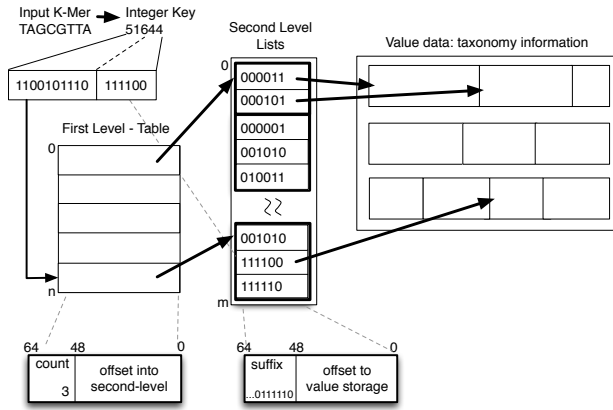 Input K-Mer
Integer Key
TAGCGTTA
51644
1100101110
111100
First Level - Table
0
n
Second Level
Lists
0
000011
000101
000001
001010
010011
001010
111100
111110
m
Value data: taxonomy information
64
48
0
count
3
offset into
second-level
64
48
0
suffix
...0111110
offset to
value storage